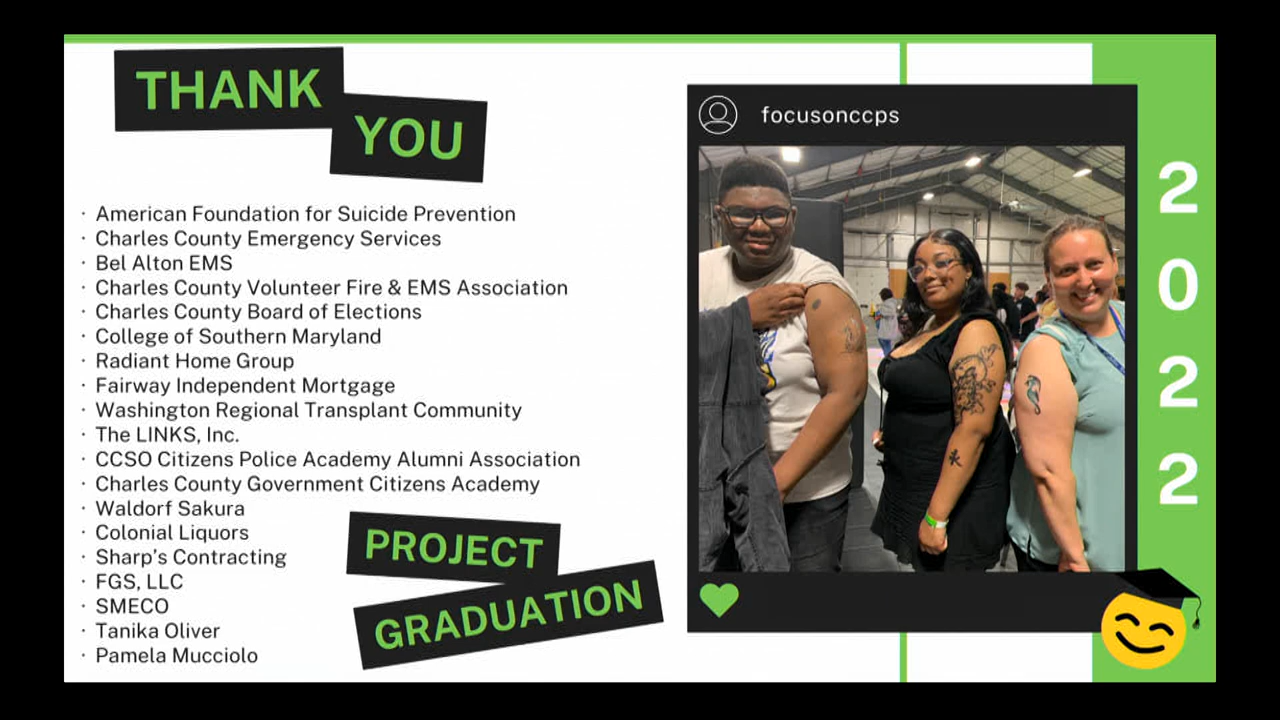 THANK
YOU
· American Foundation for Suicide Prevention
· Charles County Emergency Services
· Bel Alton EMS
· Charles County Volunteer Fire & EMS Association
· Charles County Board of Elections
· College of Southern Maryland
· Radiant Home Group
· Fairway Independent Mortgage
· Washington Regional Transplant Community
· The LINKS, Inc.
· CCSO Citizens Police Academy Alumni Association
· Charles County Government Citizens Academy
· Waldorf Sakura
· Colonial Liquors
· Sharp's Contracting
· FGS, LLC
· SMECO
· Tanika Oliver
· Pamela Mucciolo
PROJECT
GRADUATION
focusonccps
2
0
2
2